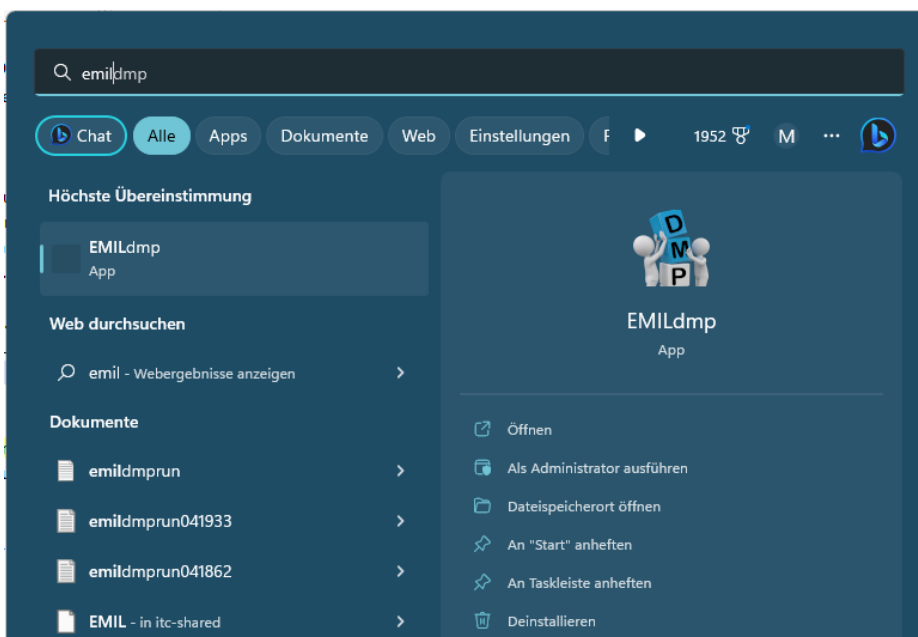 emildmp
Chat Alle Apps Dokumente Web Einstellungen 1952 M ...
Höchste Übereinstimmung
EMILdmp
App
Web durchsuchen
emil - Webergebnisse anzeigen
Dokumente
emildmprun
emildmprun041933
emildmprun041862
EMIL - in itc-shared
D
M
P
EMILdmp
App
Öffnen
Als Administrator ausführen
Dateispeicherort öffnen
An "Start" anheften
An Taskleiste anheften
Deinstallieren